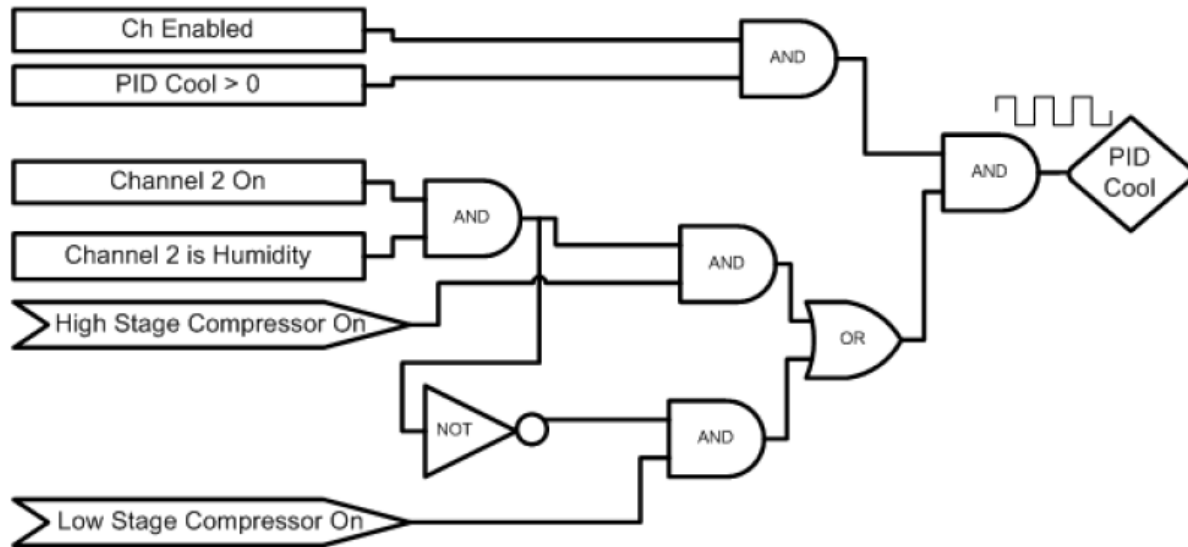 Ch Enabled
AND
PID Cool > 0
PID
Cool
AND
Channel 2 On
AND
Channel 2 is Humidity
AND
High Stage Compressor On
OR
NOT
AND
Low Stage Compressor On